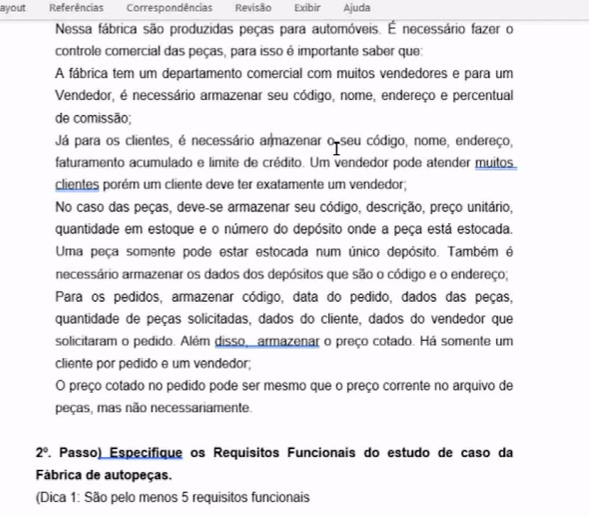 ayout Referências Correspondências Revisão Exibir Ajuda
Nessa fábrica são produzidas peças para automóveis. É necessário fazer o
controle comercial das peças, para isso é importante saber que:
A fábrica tem um departamento comercial com muitos vendedores e para um
Vendedor, é necessário armazenar seu código, nome, endereço e percentual
de comissão;
Já para os clientes, é necessário armazenar o seu código, nome, endereço,
faturamento acumulado e limite de crédito. Um vendedor pode atender muitos
clientes porém um cliente deve ter exatamente um vendedor;
No caso das peças, deve-se armazenar seu código, descrição, preço unitário,
quantidade em estoque e o número do depósito onde a peça está estocada.
Uma peça somente pode estar estocada num único depósito. Também é
necessário armazenar os dados dos depósitos que são o código e o endereço;
Para os pedidos, armazenar código, data do pedido, dados das peças,
quantidade de peças solicitadas, dados do cliente, dados do vendedor que
solicitaram o pedido. Além disso, armazenar o preço cotado. Há somente um
cliente por pedido e um vendedor;
O preço cotado no pedido pode ser mesmo que o preço corrente no arquivo de
peças, mas não necessariamente.
2º. Passo) Especifique os Requisitos Funcionais do estudo de caso da
Fábrica de autopeças.
(Dica 1: São pelo menos 5 requisitos funcionais